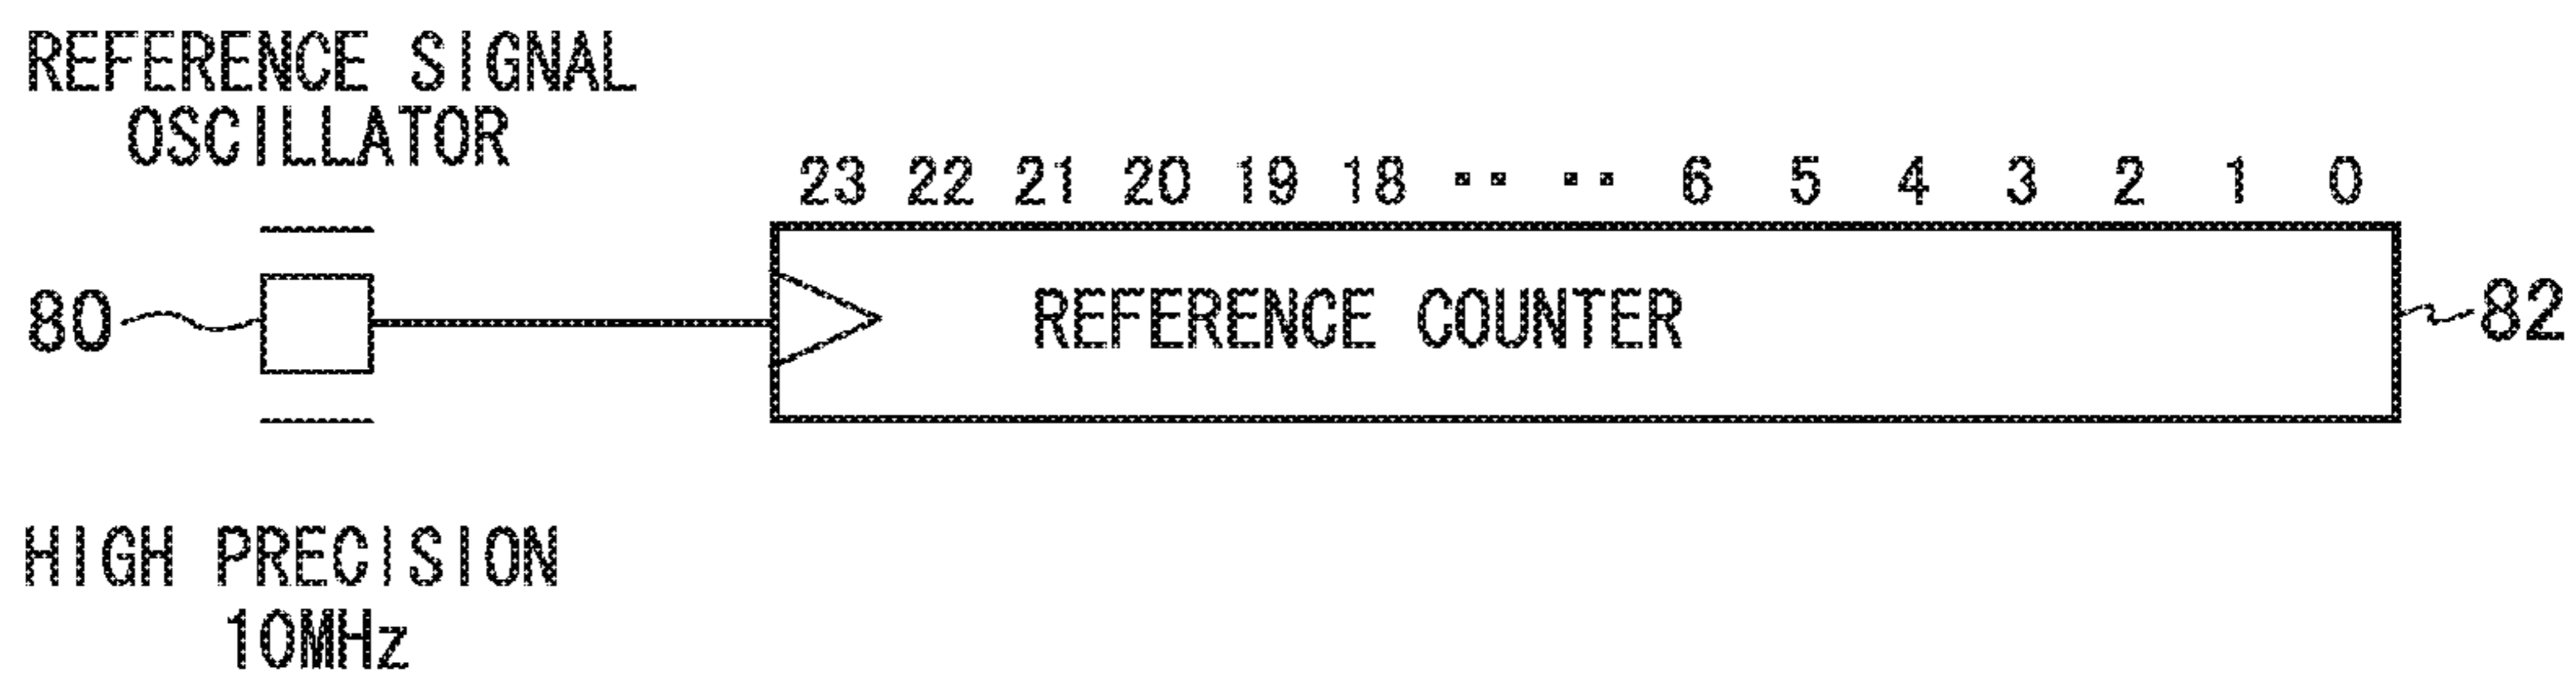 REFERENCE SIGNAL
OSCILLATOR
23 22 21 20 19 18 ·· ·· 6 5 4 3 2 1 0
80
REFERENCE COUNTER
82
HIGH PRECISION
10MHz